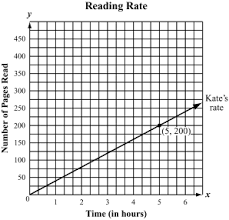 Reading Rate
y
Number of Pages Read
450
400
350
300
250
200
150
100
50
0
1
2
3
4
5
6
x
Kate's
rate
(5, 200)
Time (in hours)